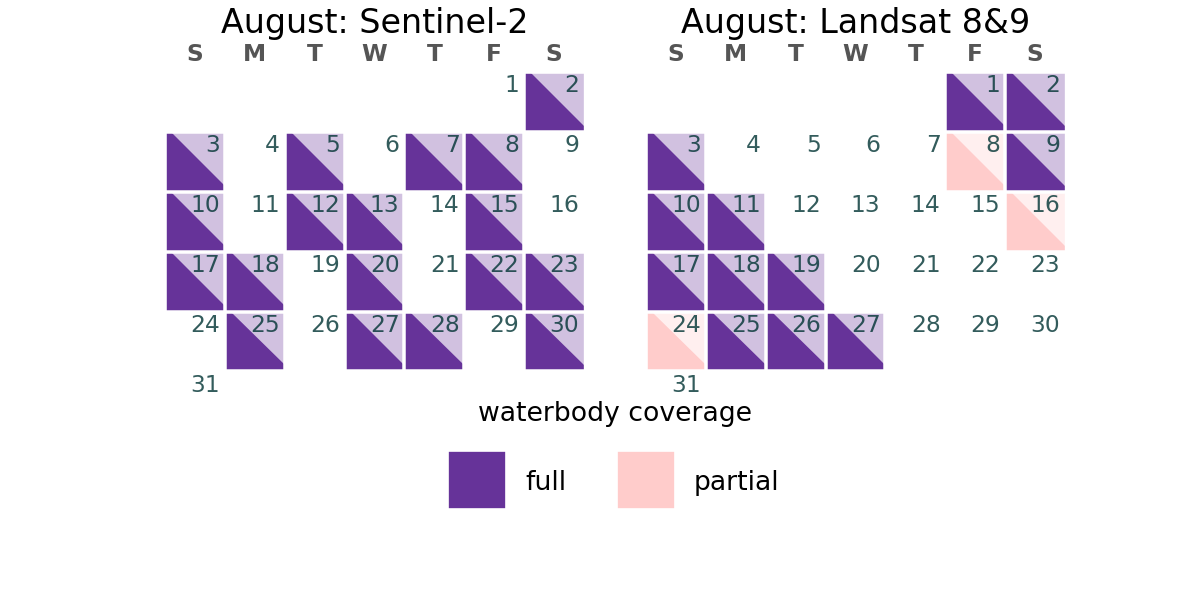 August: Sentinel-2
S M T W T F S
1 2
3 4 5 6 7 8 9
10 11 12 13 14 15 16
17 18 19 20 21 22 23
24 25 26 27 28 29 30
31
August: Landsat 8&9
S M T W T F S
1 2
3 4 5 6 7 8 9
10 11 12 13 14 15 16
17 18 19 20 21 22 23
24 25 26 27 28 29 30
31
waterbody coverage
full
partial